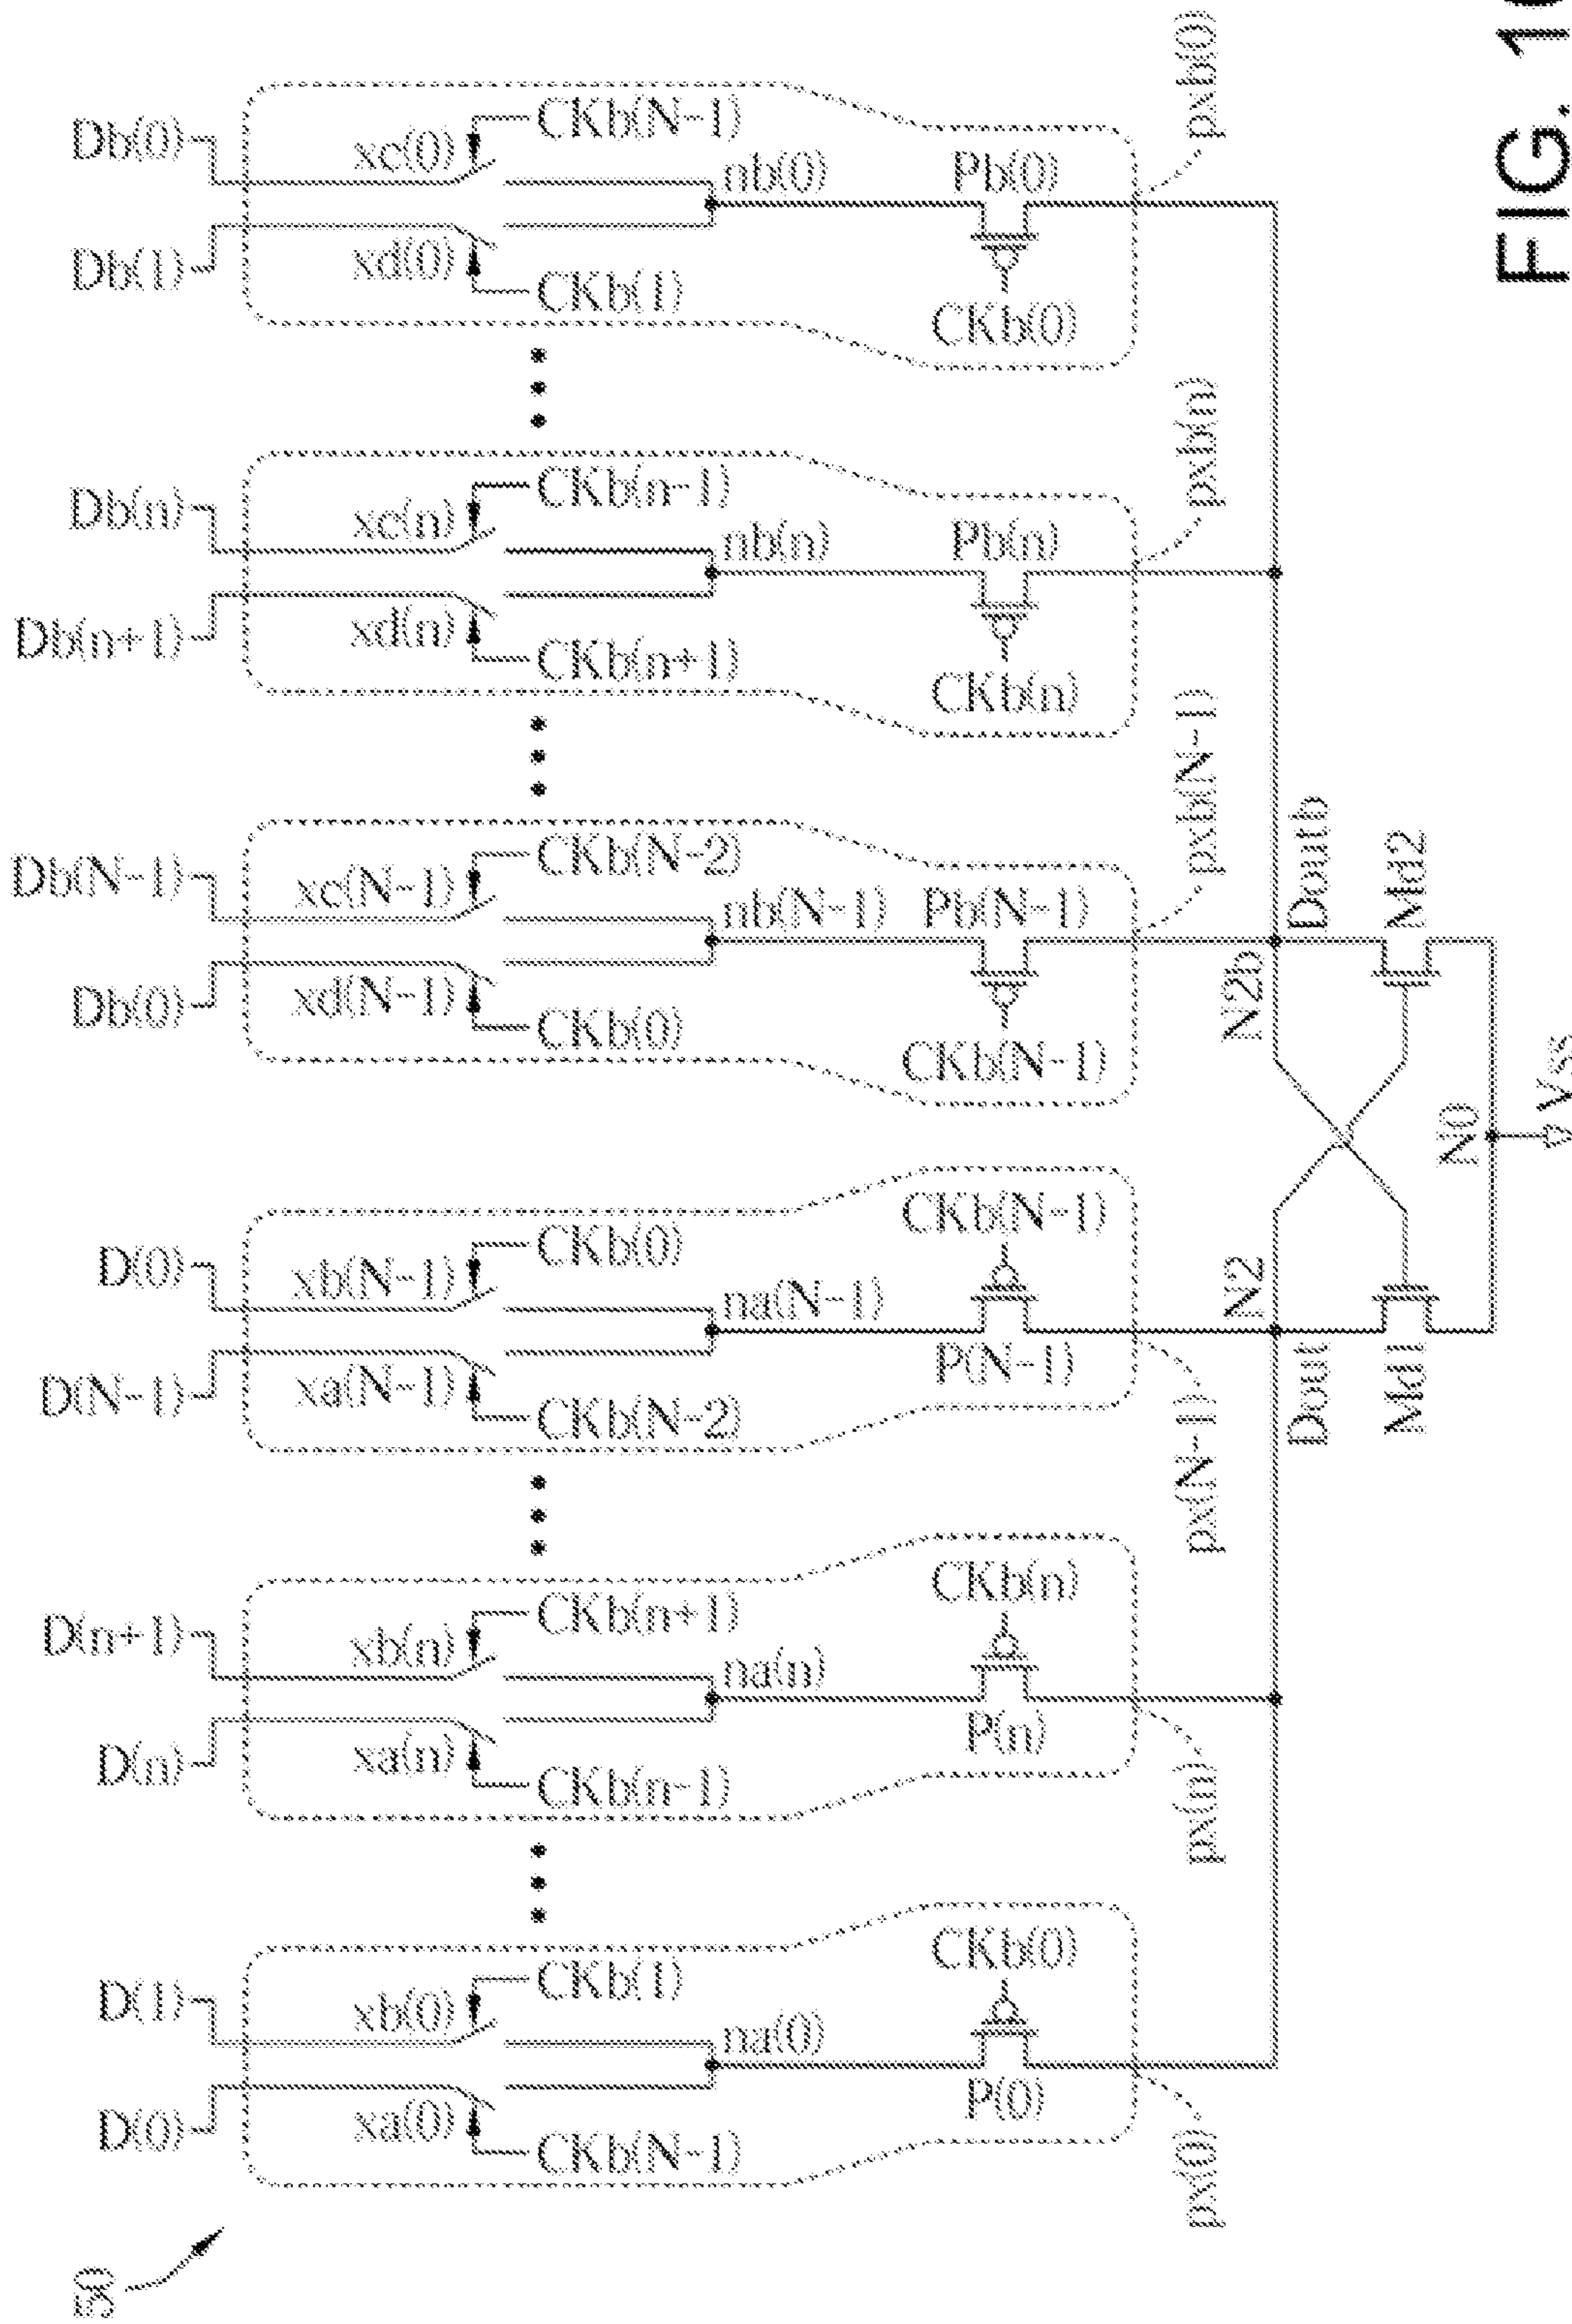 50
D(0)
D(1)
D(n)
D(n+1)
D(N-1)
D(0)
Db(0)
Db(N-1)
Db(n+1)
Db(n)
Db(1)
Db(0)
xa(0)
xb(0)
xa(n)
xb(n)
xa(N-1)
xb(N-1)
xd(N-1)
xc(N-1)
xd(n)
xc(n)
xd(0)
xc(0)
CKb(N-1)
CKb(1)
CKb(n-1)
CKb(n+1)
CKb(N-2)
CKb(0)
CKb(0)
CKb(N-2)
CKb(n+1)
CKb(n-1)
CKb(1)
CKb(N-1)
na(0)
na(n)
na(N-1)
nb(N-1)
nb(n)
nb(0)
P(0)
CKb(0)
P(n)
CKb(n)
P(N-1)
CKb(N-1)
CKb(N-1)
Pb(N-1)
CKb(n)
Pb(n)
CKb(0)
Pb(0)
px(0)
px(n)
px(N-1)
pxb(N-1)
pxb(n)
pxb(0)
N2
N2b
Dout
Doutb
Md1
Md2
N0
Vss
FIG.